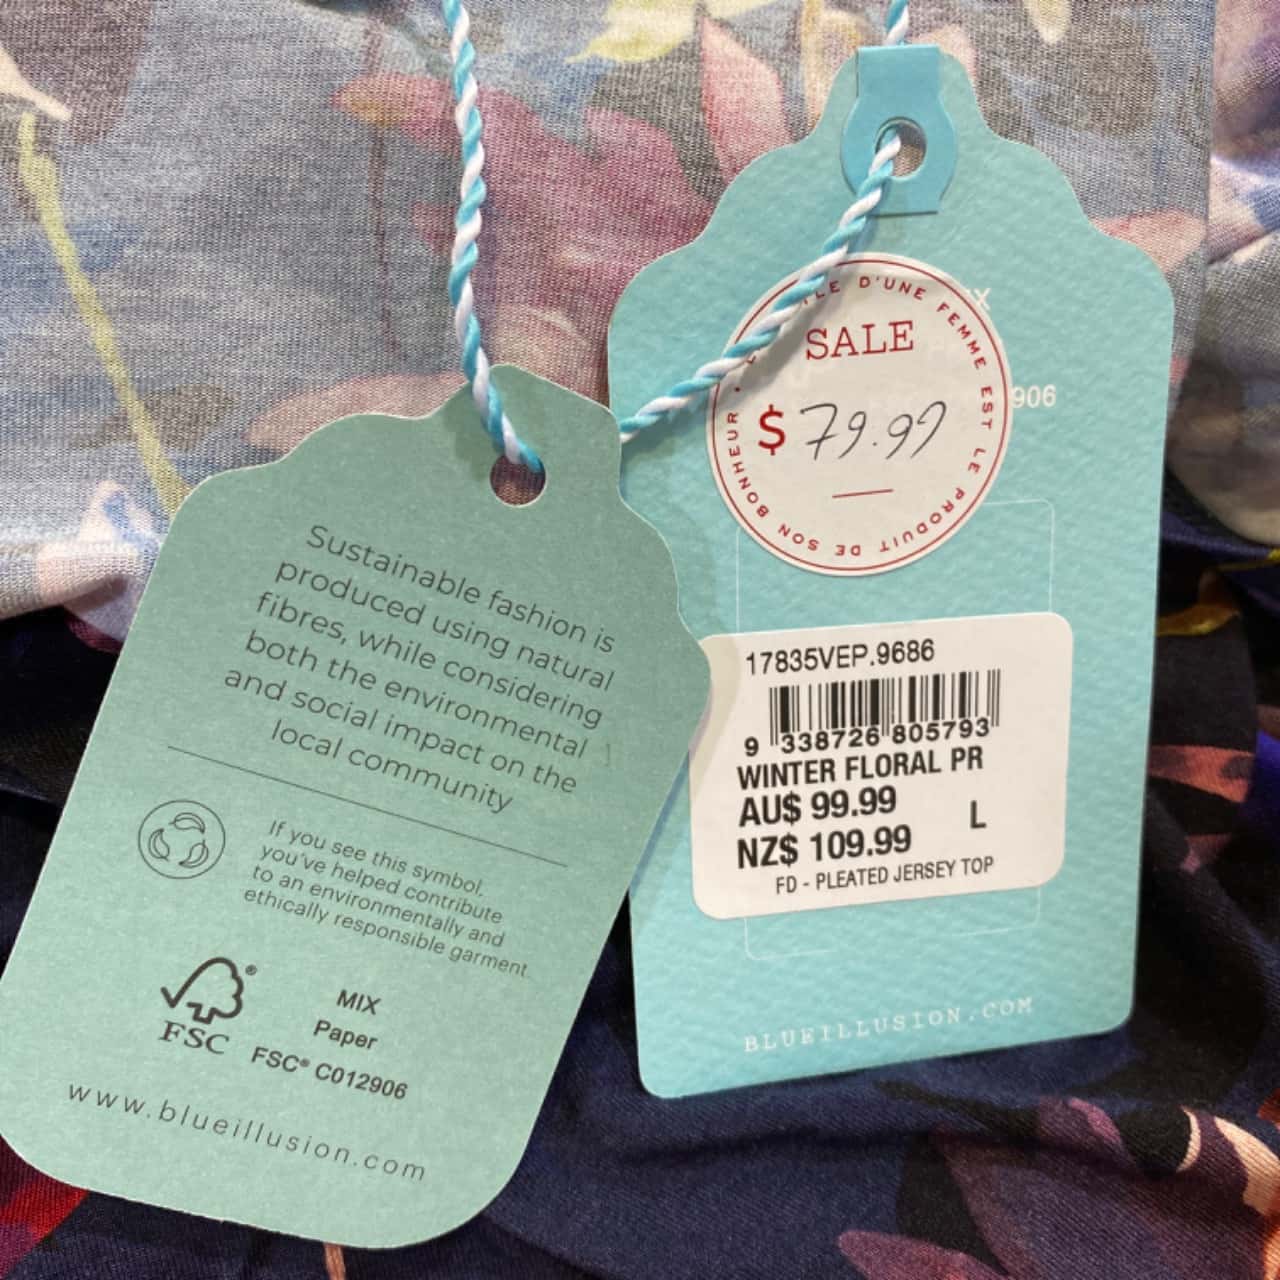 Sustainable fashion is
produced using natural
fibres, while considering
both the environmental
and social impact on the
local community
If you see this symbol,
you've helped contribute
to an environmentally and
ethically responsible garment.
FSC®
MIX
Paper
FSC® C012906
www.blueillusion.com
D'UNE FEMME EST LE PRODUIT DE SON BONHEUR •
SALE
$ 79.99
906
17835VEP.9686
9 338726 805793
WINTER FLORAL PR
AU$ 99.99
L
NZ$ 109.99
FD - PLEATED JERSEY TOP
BLUEILLUSION.COM